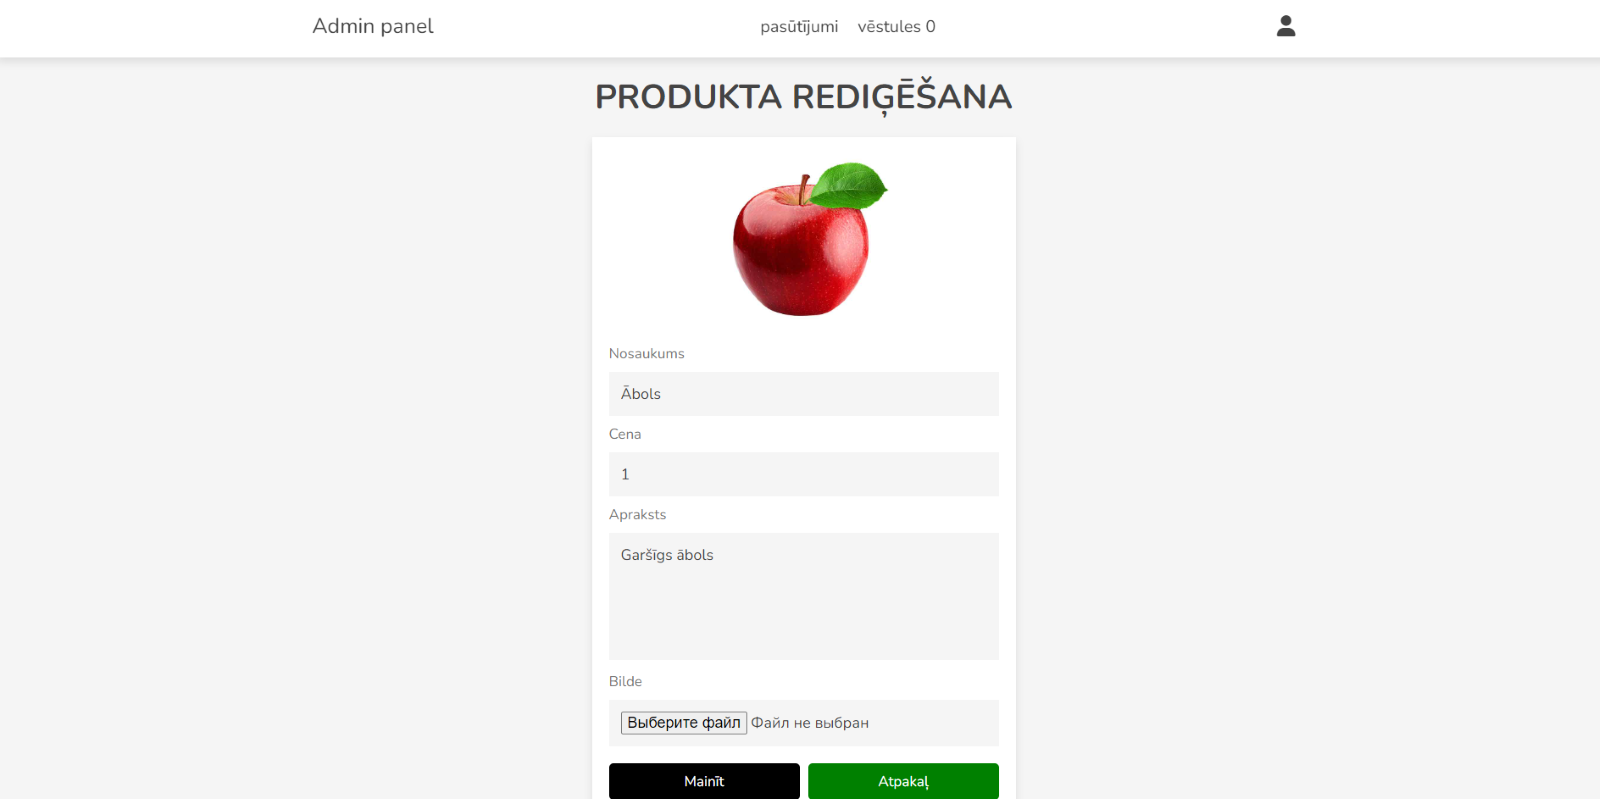 Admin panel
pasūtījumi vēstules 0
PRODUKTA REDIĢĒŠANA
Nosaukums
Ābols
Cena
1
Apraksts
Garšīgs ābols
Bilde
Выберите файл Файл не выбран
Mainīt
Atpakaļ